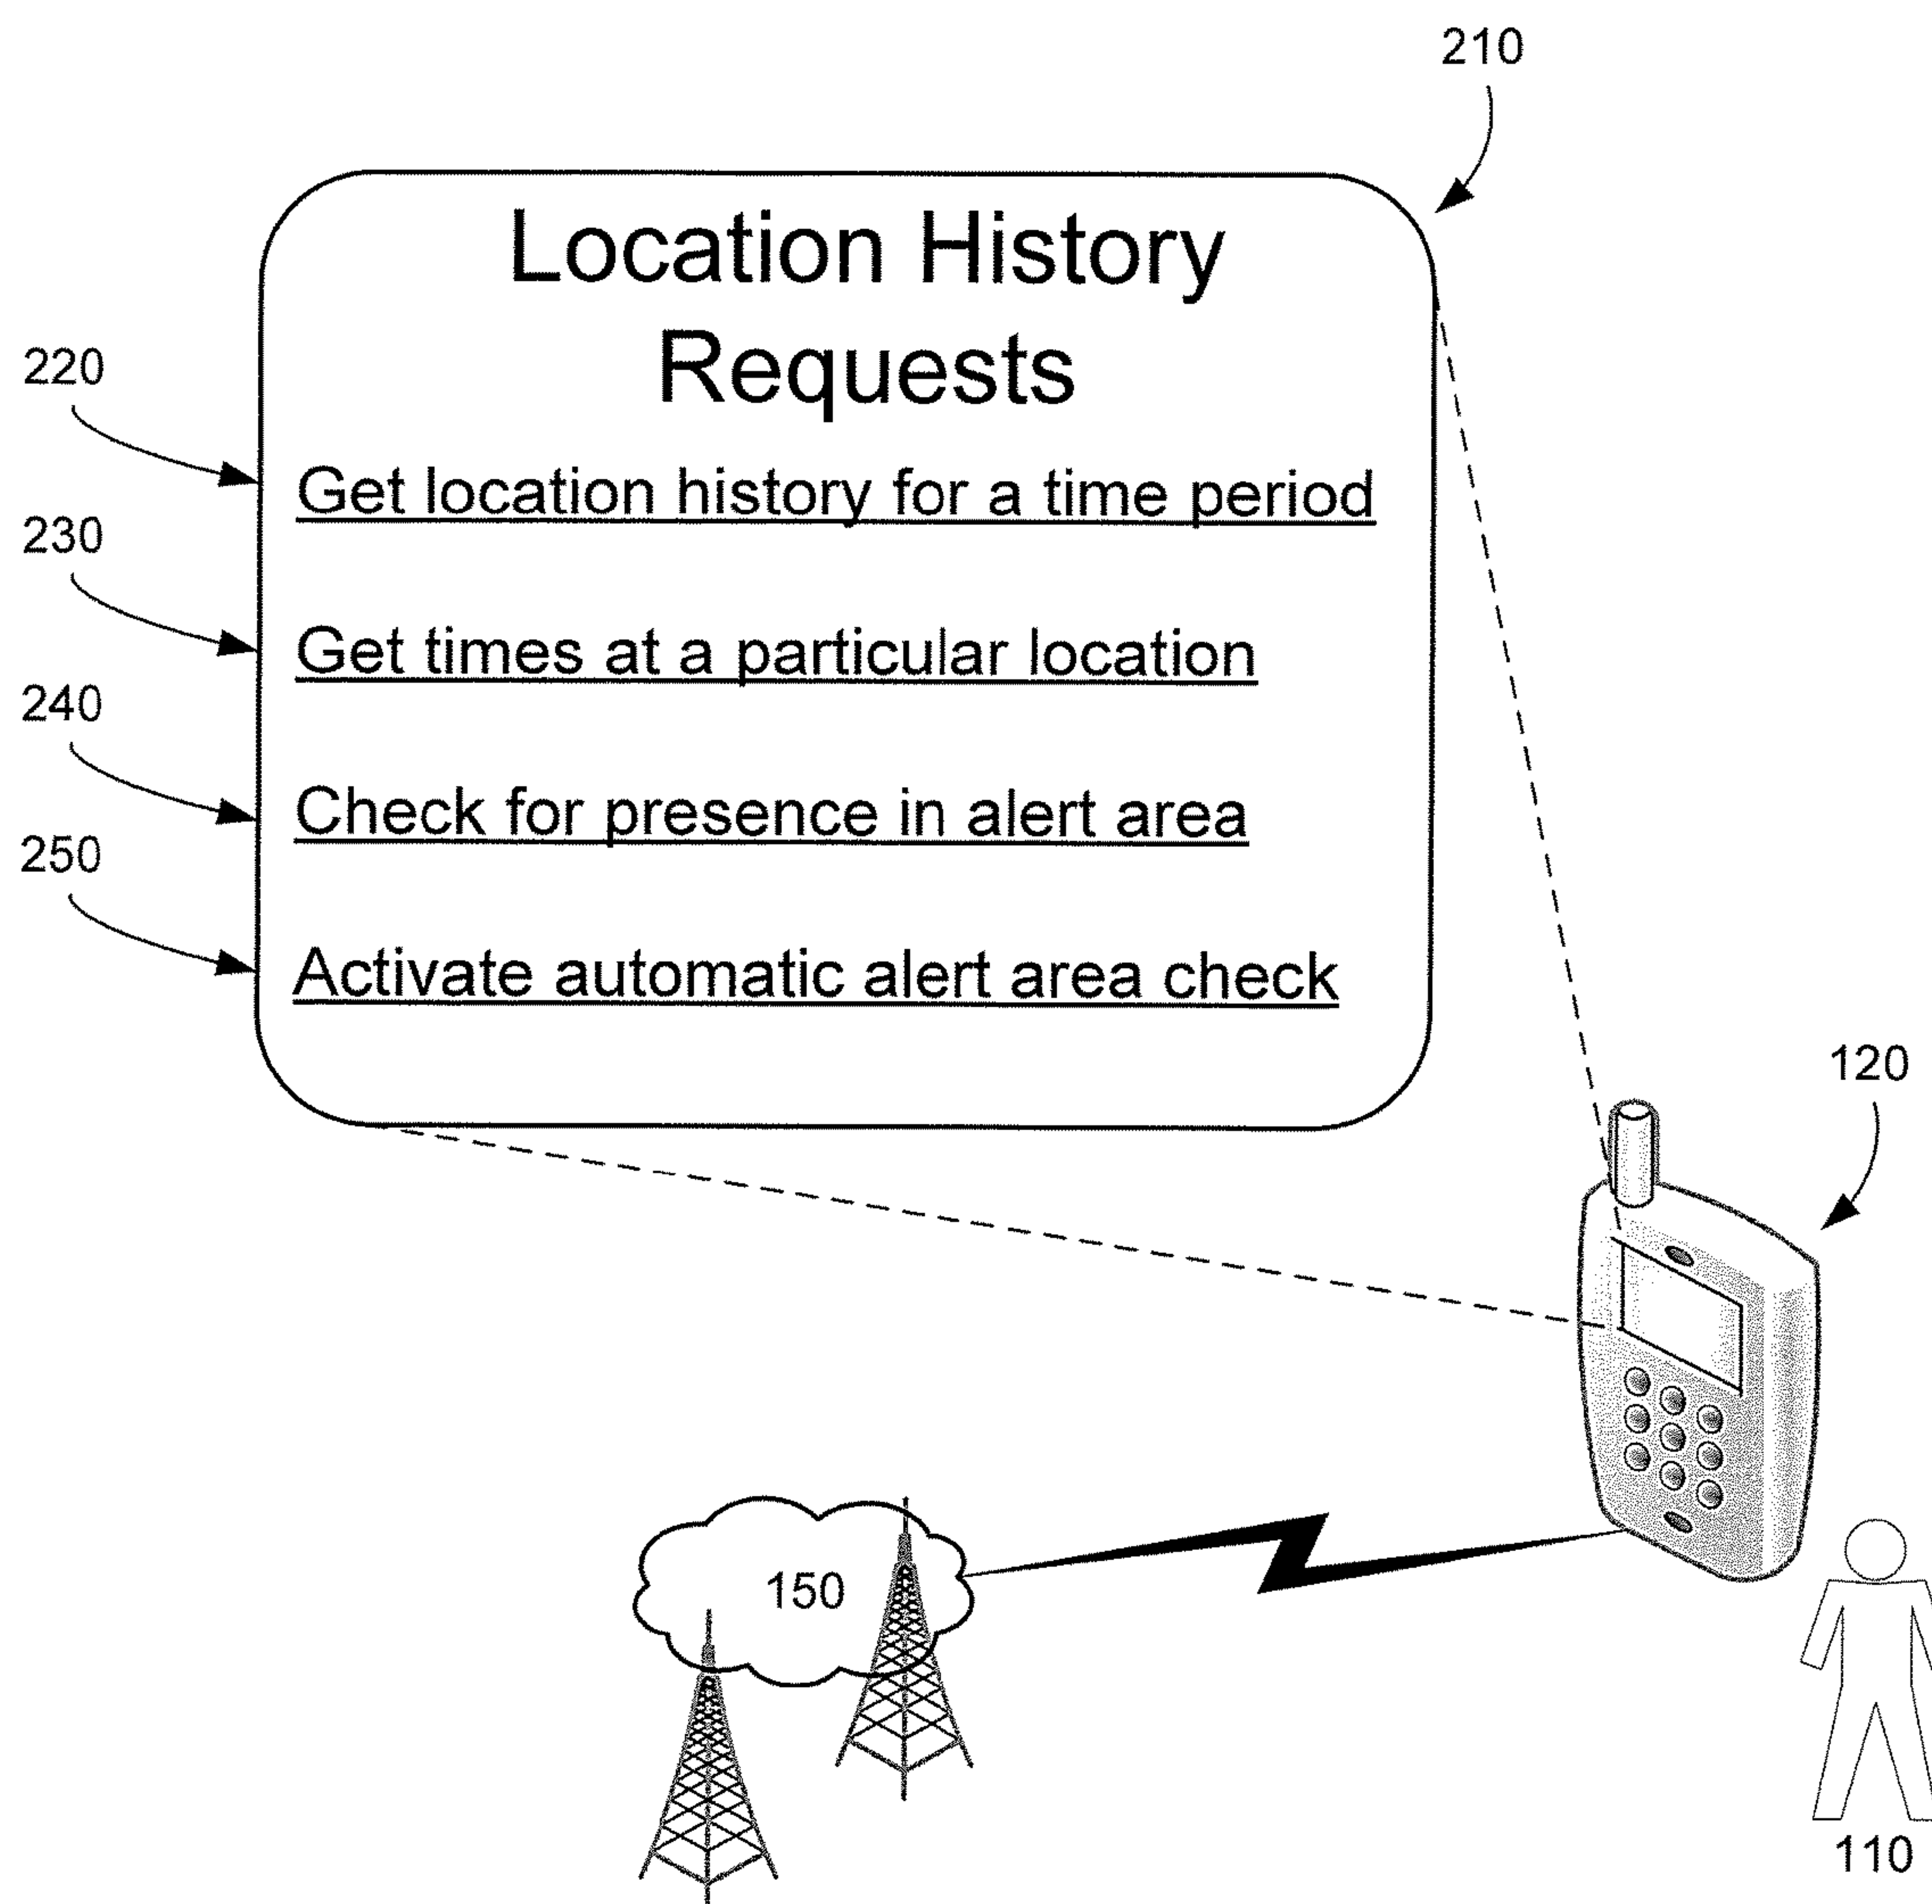 210
Location History
Requests
220
Get location history for a time period
230
Get times at a particular location
240
Check for presence in alert area
250
Activate automatic alert area check
120
150
110